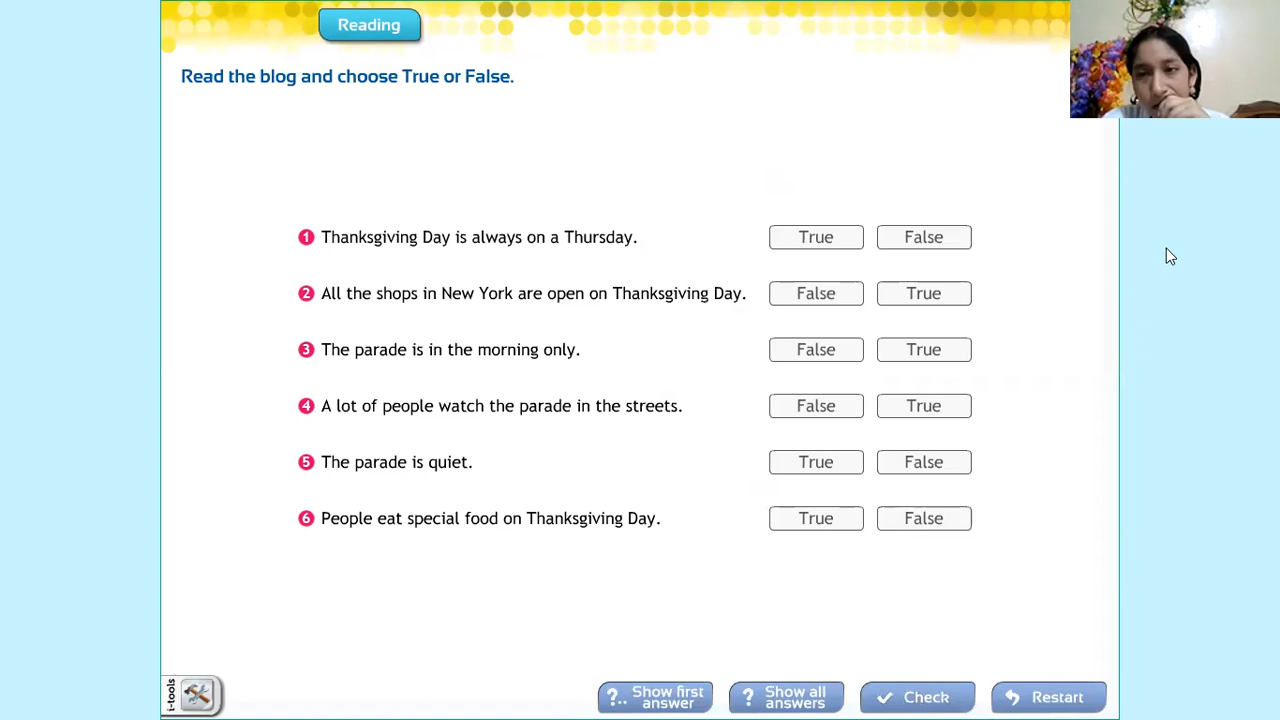 Reading
Read the blog and choose True or False.
1 Thanksgiving Day is always on a Thursday. True False
2 All the shops in New York are open on Thanksgiving Day. False True
3 The parade is in the morning only. False True
4 A lot of people watch the parade in the streets. False True
5 The parade is quiet. True False
6 People eat special food on Thanksgiving Day. True False
i-tools
?.. Show first answer
? Show all answers
Check
Restart